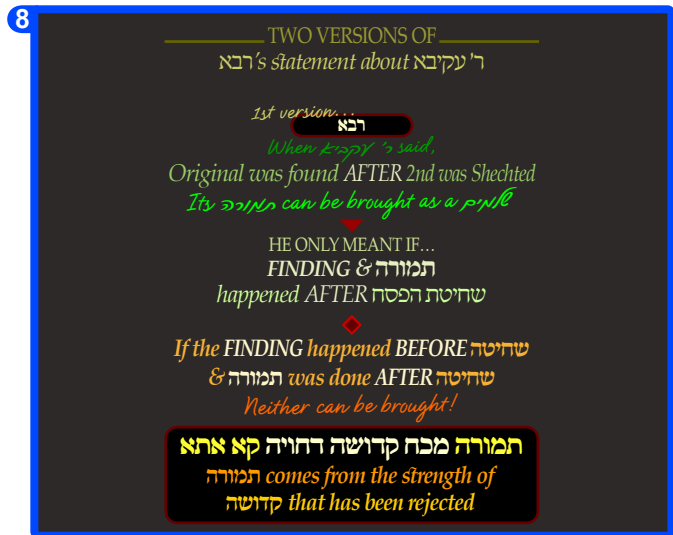 8
TWO VERSIONS OF
רבא's statement about ר' עקיבא
1st version...
רבא
When ר' עקביא said,
Original was found AFTER 2nd was Shechted
Its תמורה can be brought as a שלמים
HE ONLY MEANT IF...
FINDING & תמורה
happened AFTER שחיטת הפסח
If the FINDING happened BEFORE שחיטה
& תמורה was done AFTER שחיטה
Neither can be brought!
תמורה מכח קדושה דחויה קא אתא
תמורה comes from the strength of
קדושה that has been rejected